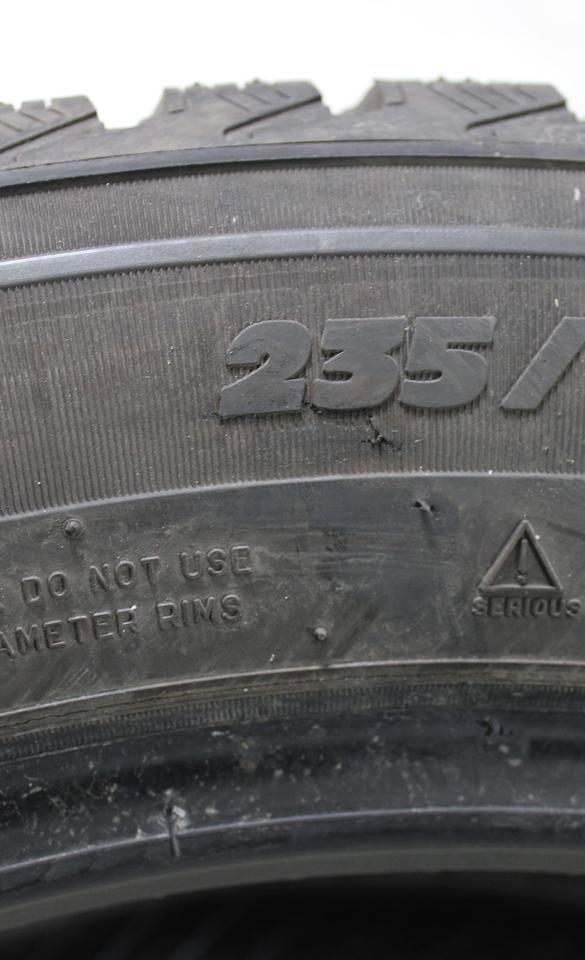 235/
DO NOT USE
AMETER RIMS
!
SERIOUS